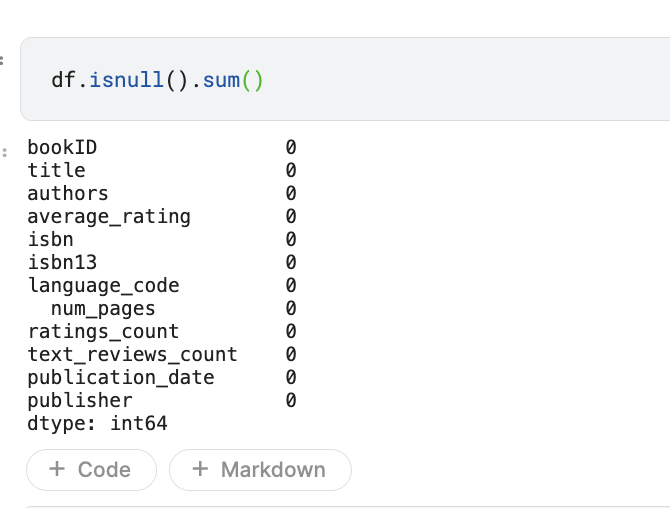 df.isnull().sum()
bookID 0
title 0
authors 0
average_rating 0
isbn 0
isbn13 0
language_code 0
  num_pages 0
ratings_count 0
text_reviews_count 0
publication_date 0
publisher 0
dtype: int64
+ Code + Markdown